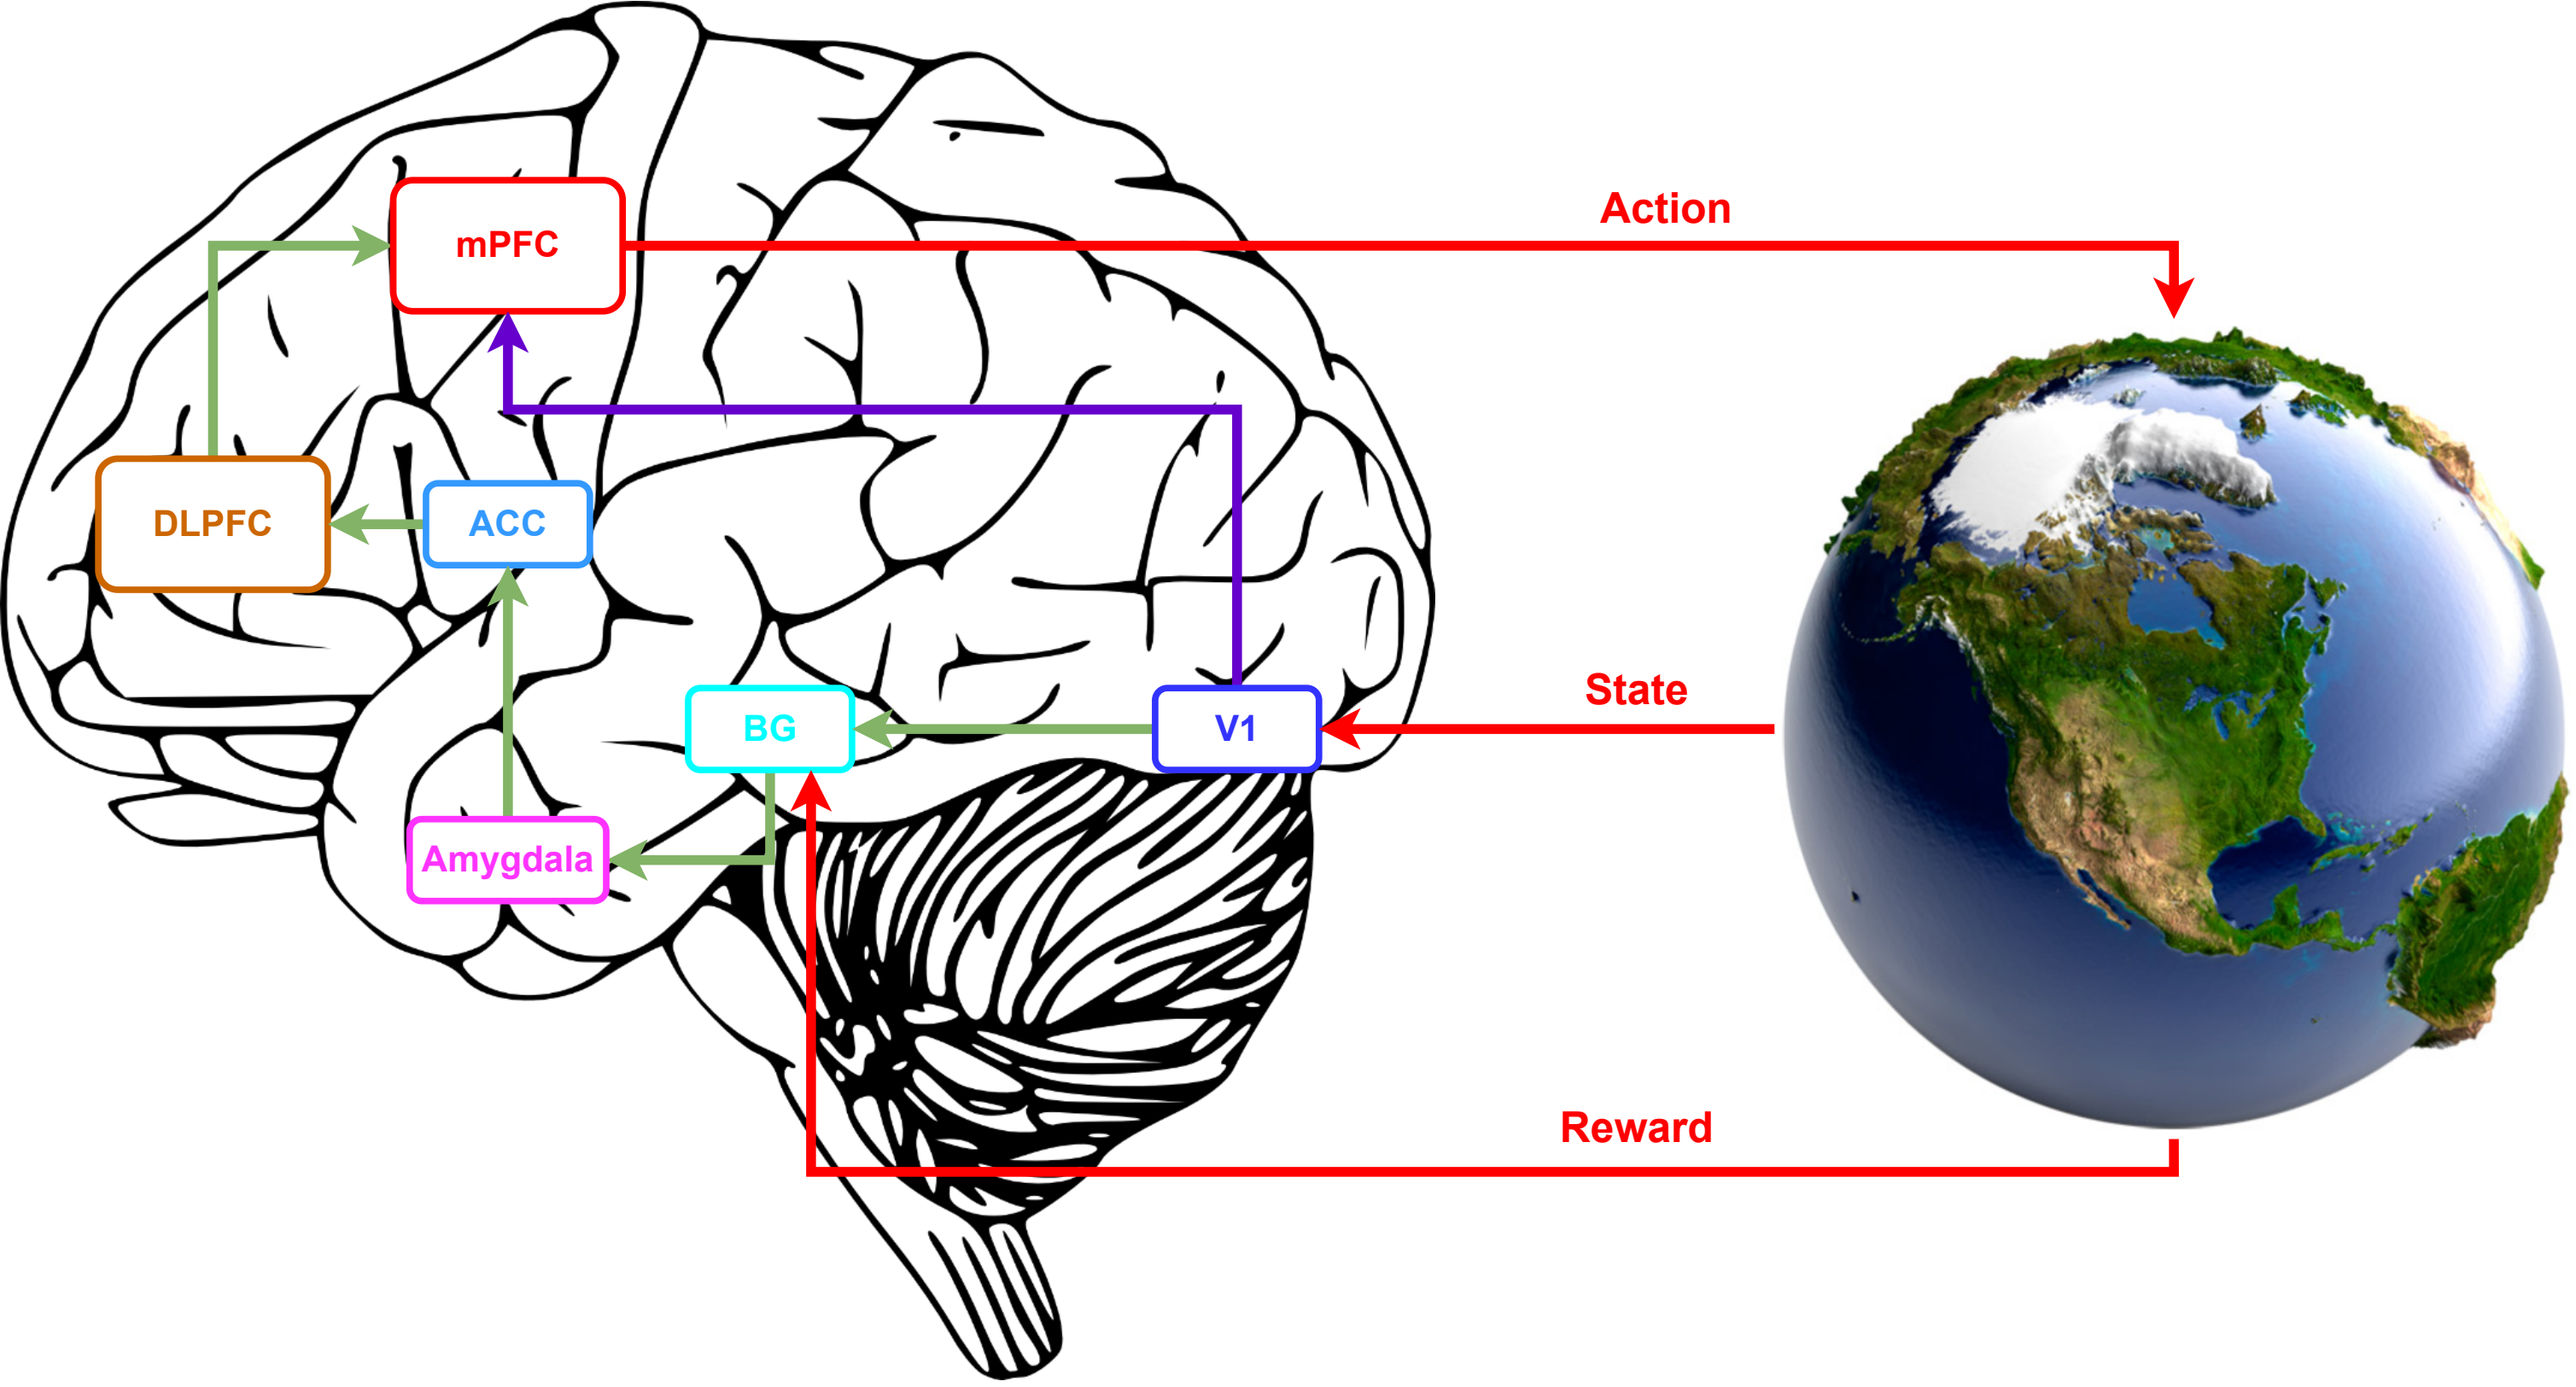 Action
mPFC
DLPFC
ACC
State
BG
V1
Amygdala
Reward